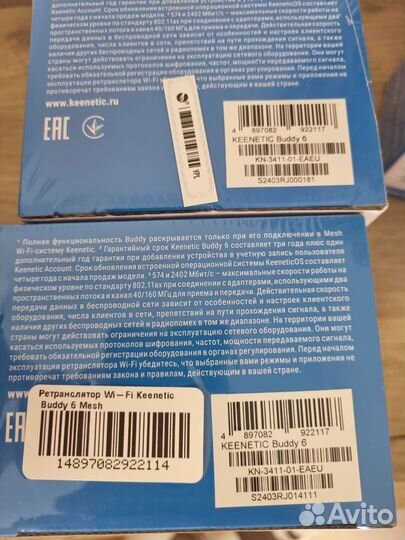 дополнительный год гарантии при добавлении устройства в
Keenetic Account. Срок обновления встроенной операционной системы KeeneticOS составляет
четыре года с начала продаж модели. ³ 574 и 2402 Мбит/с — максимальные скорости работы на
физическом уровне по стандарту 802.11ax при соединении с адаптерами, использующими два
пространственных потока и канал 40/160 МГц для приема и передачи. Действительная скорость
передачи данных в беспроводной сети зависит от особенностей и настроек клиентского
оборудования, числа клиентов в сети, препятствий на пути прохождения сигнала, а также
наличия других беспроводных сетей и радиопомех в том же диапазоне. На территории вашей
страны могут действовать ограничения на эксплуатацию сетевого оборудования. Они могут
касаться используемых протоколов шифрования, частот, мощности передаваемого сигнала,
требовать обязательной регистрации оборудования в органах регулирования. Перед началом
эксплуатации ретранслятора Wi-Fi убедитесь, что выбранные вами режимы и приложения не
противоречат требованиям закона
www.keenetic.ru
EAC
4 897082 922117
KEENETIC Buddy 6
KN-3411-01-EAEU
S2403RJ000181
¹ Полная функциональность Buddy раскрывается только при его подключении в Mesh
Wi-Fi-систему Keenetic. ² Гарантийный срок Keenetic Buddy 6 составляет три года плюс один
дополнительный год при добавлении устройства в учетную запись пользователя
Keenetic Account. Срок обновления встроенной операционной системы KeeneticOS составляет
четыре года с начала продаж модели. ³ 574 и 2402 Мбит/с — максимальные скорости работы на
физическом уровне по стандарту 802.11ax при соединении с адаптерами, использующими два
пространственных потока и канал 40/160 МГц для приема и передачи. Действительная скорость
передачи данных в беспроводной сети зависит от особенностей и настроек клиентского
оборудования, числа клиентов в сети, препятствий на пути прохождения сигнала, а также
наличия других беспроводных сетей и радиопомех в том же диапазоне. На территории вашей
страны могут действовать ограничения на эксплуатацию сетевого оборудования. Они могут
касаться используемых протоколов шифрования, частот, мощности передаваемого сигнала,
требовать обязательной регистрации оборудования в органах регулирования. Перед началом
эксплуатации ретранслятора Wi-Fi убедитесь, что выбранные вами режимы и приложения не
противоречат требованиям закона и правилам, действующим в вашей стране.
Ретранслятор Wi-Fi Keenetic
Buddy 6 Mesh
14897082922114
4 897082 922117
KEENETIC Buddy 6
KN-3411-01-EAEU
S2403RJ014111
Avito